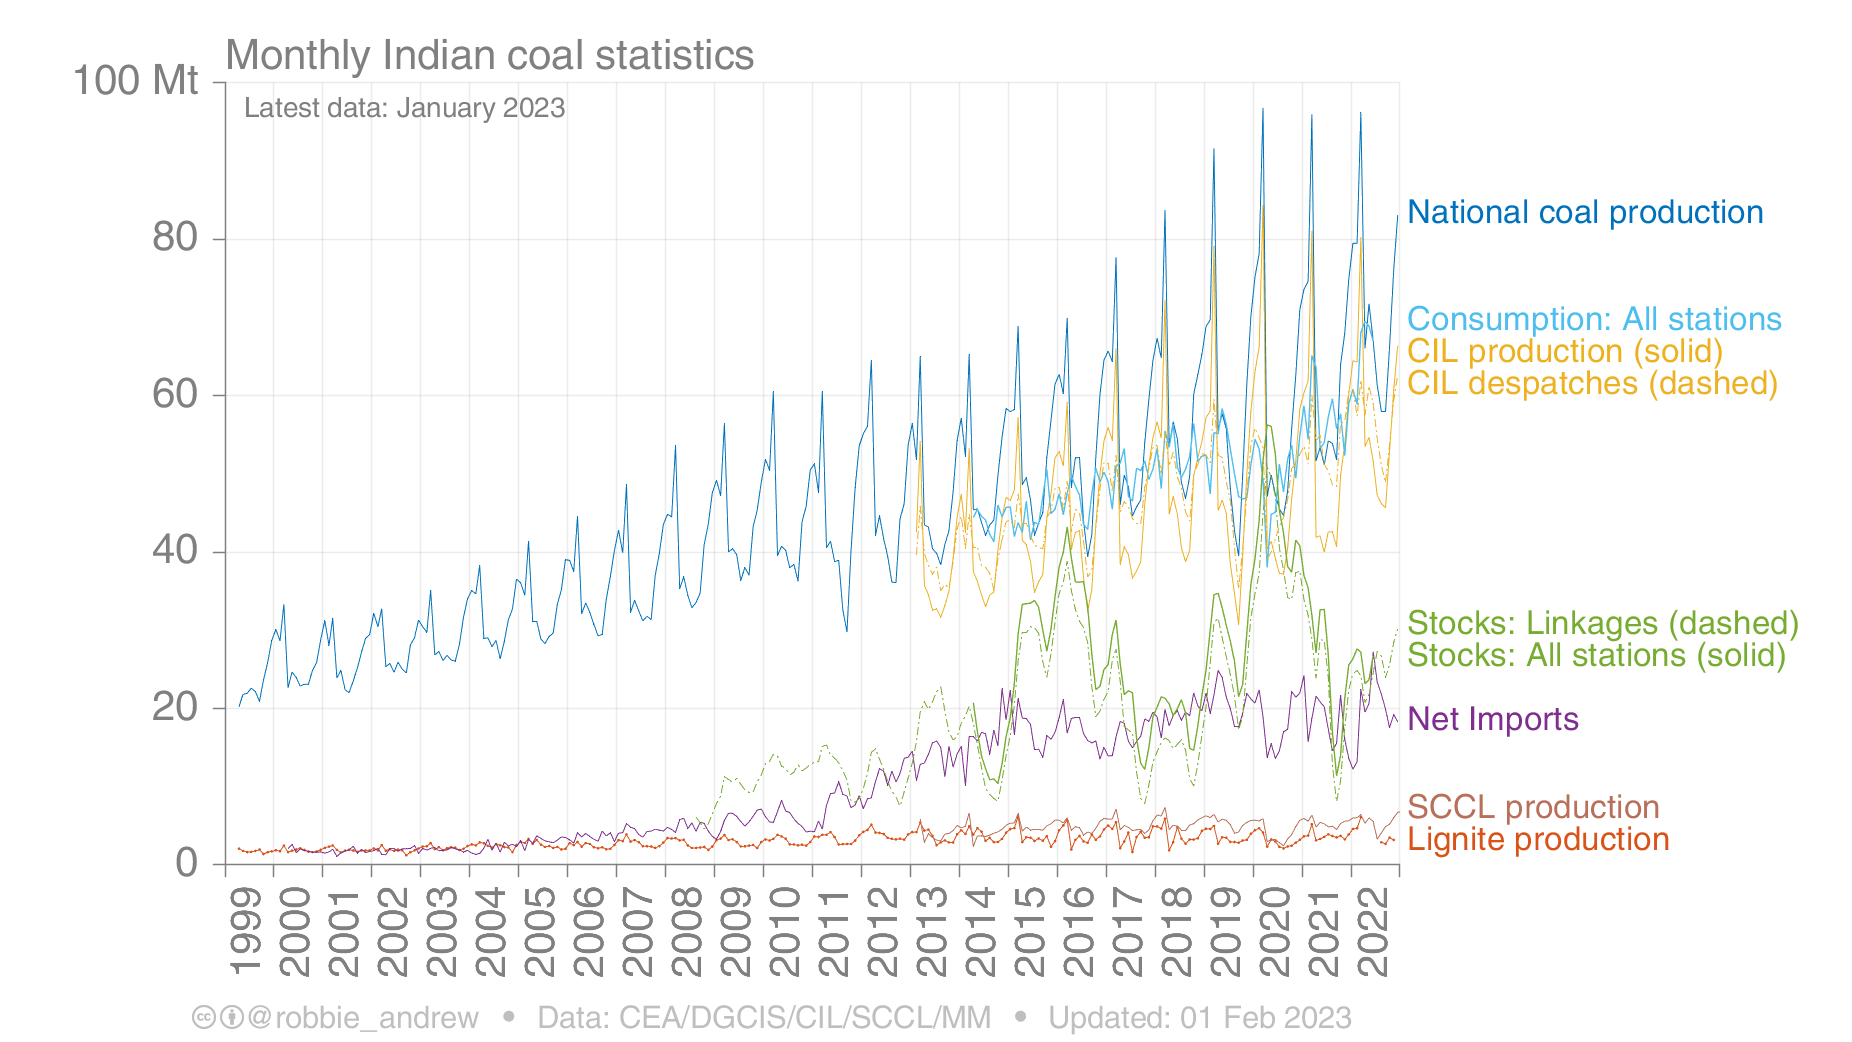 Monthly Indian coal statistics
100 Mt
Latest data: January 2023
80
60
40
20
0
National coal production
Consumption: All stations
CIL production (solid)
CIL despatches (dashed)
Stocks: Linkages (dashed)
Stocks: All stations (solid)
Net Imports
SCCL production
Lignite production
1999 2000 2001 2002 2003 2004 2005 2006 2007 2008 2009 2010 2011 2012 2013 2014 2015 2016 2017 2018 2019 2020 2021 2022
cc @robbie_andrew • Data: CEA/DGCIS/CIL/SCCL/MM • Updated: 01 Feb 2023